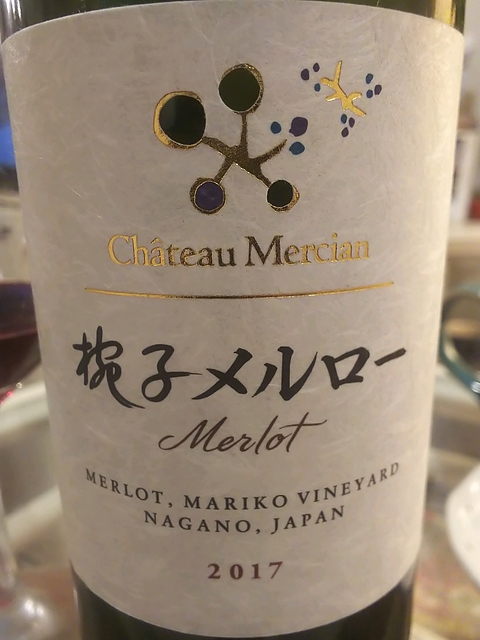 Château Mercian
椀子メルロー
Merlot
MERLOT, MARIKO VINEYARD
NAGANO, JAPAN
2017